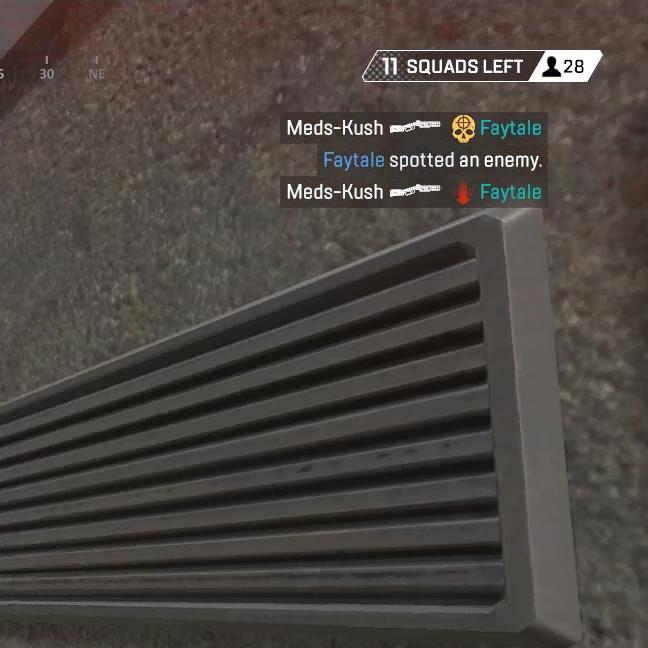 30
NE
11 SQUADS LEFT 28
Meds-Kush Faytale
Faytale spotted an enemy.
Meds-Kush Faytale